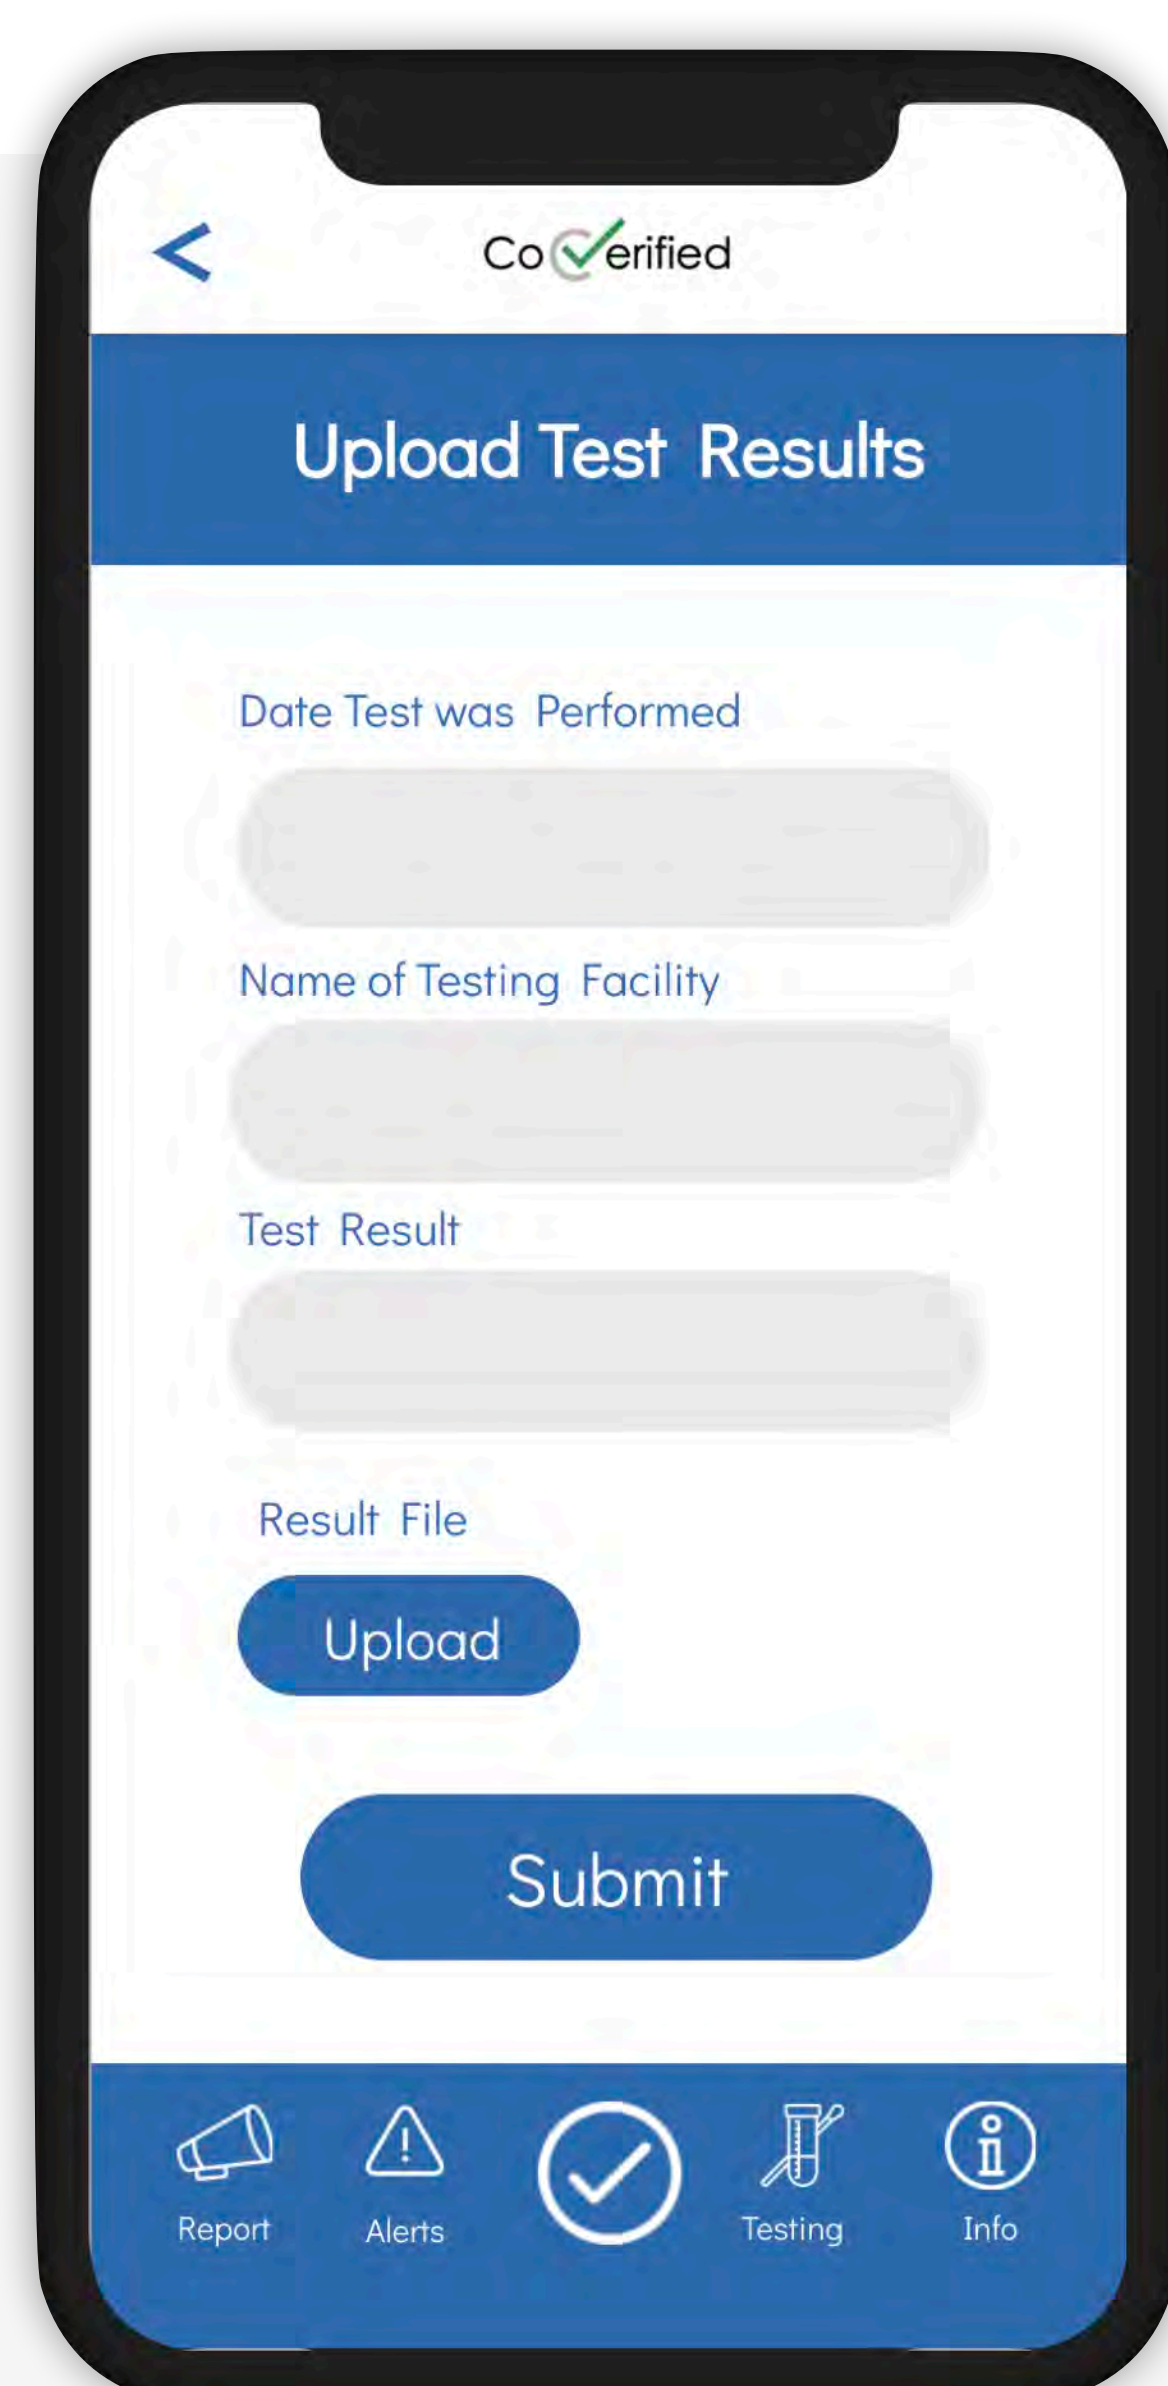 CoVerified
Upload Test Results
Date Test was Performed
Name of Testing Facility
Test Result
Result File
Upload
Submit
Report
Alerts
Testing
Info